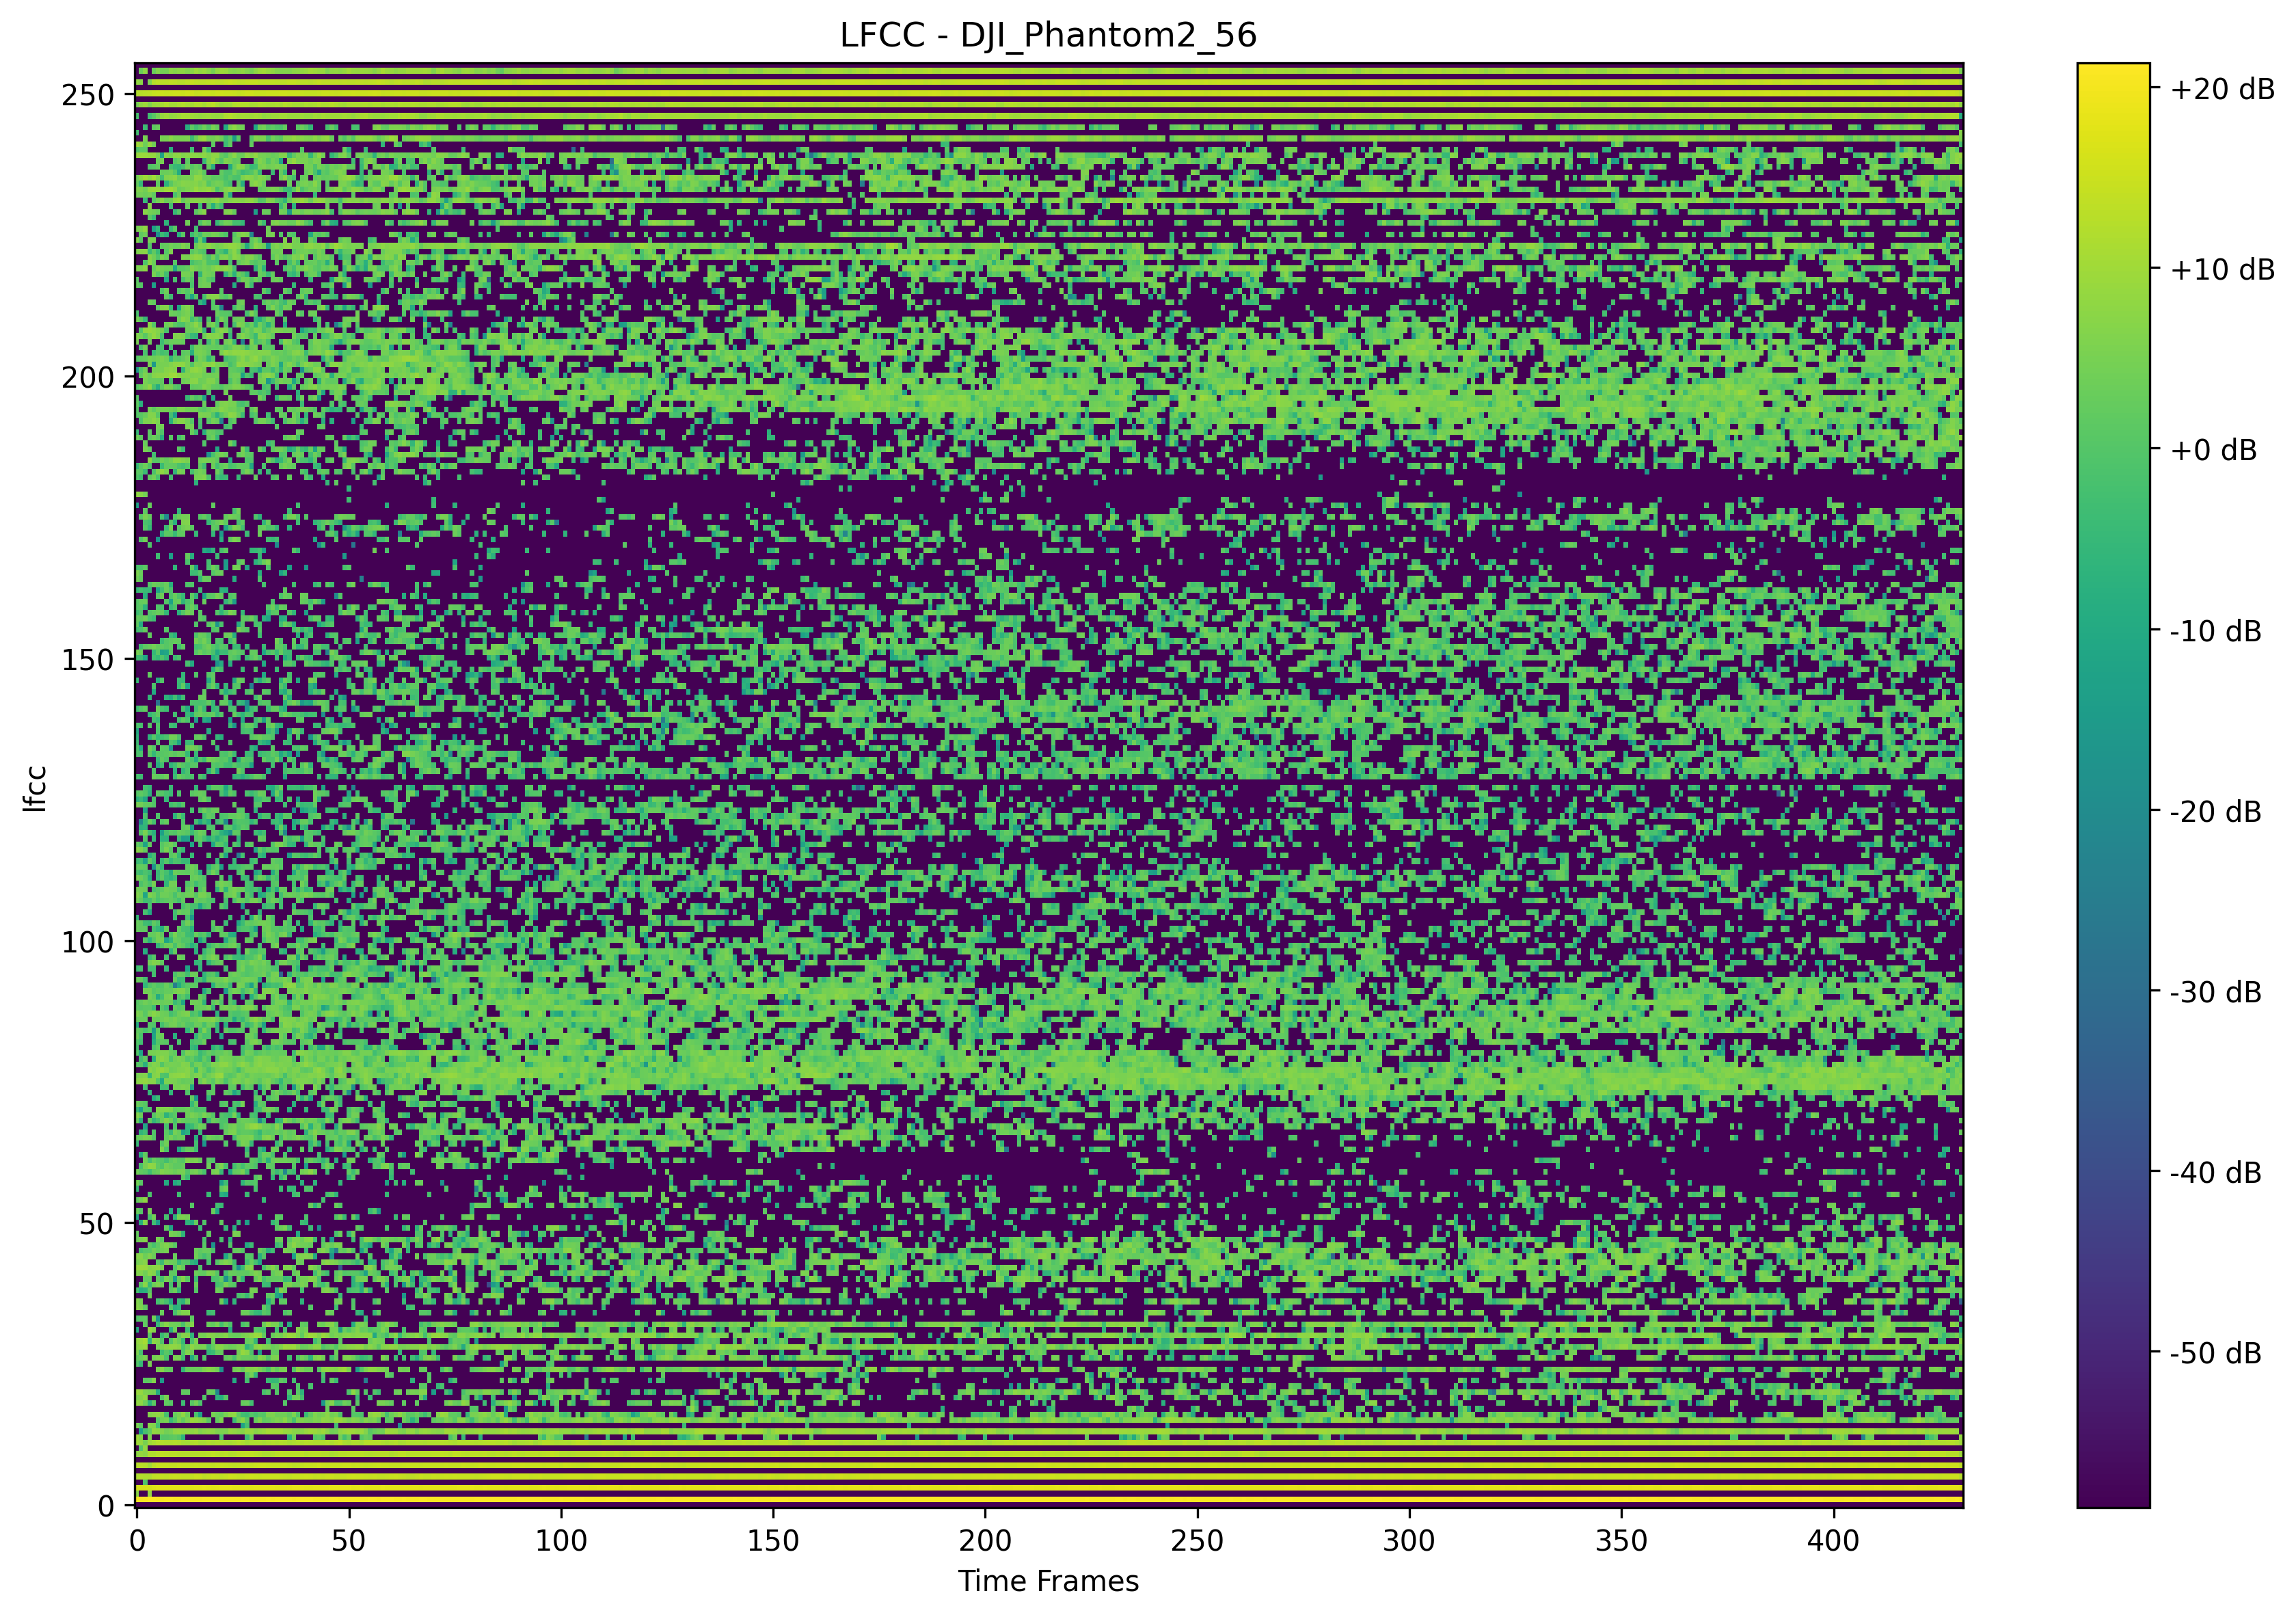 LFCC - DJI_Phantom2_56
250
200
150
100
50
0
lfcc
0 50 100 150 200 250 300 350 400
Time Frames
+20 dB
+10 dB
+0 dB
-10 dB
-20 dB
-30 dB
-40 dB
-50 dB